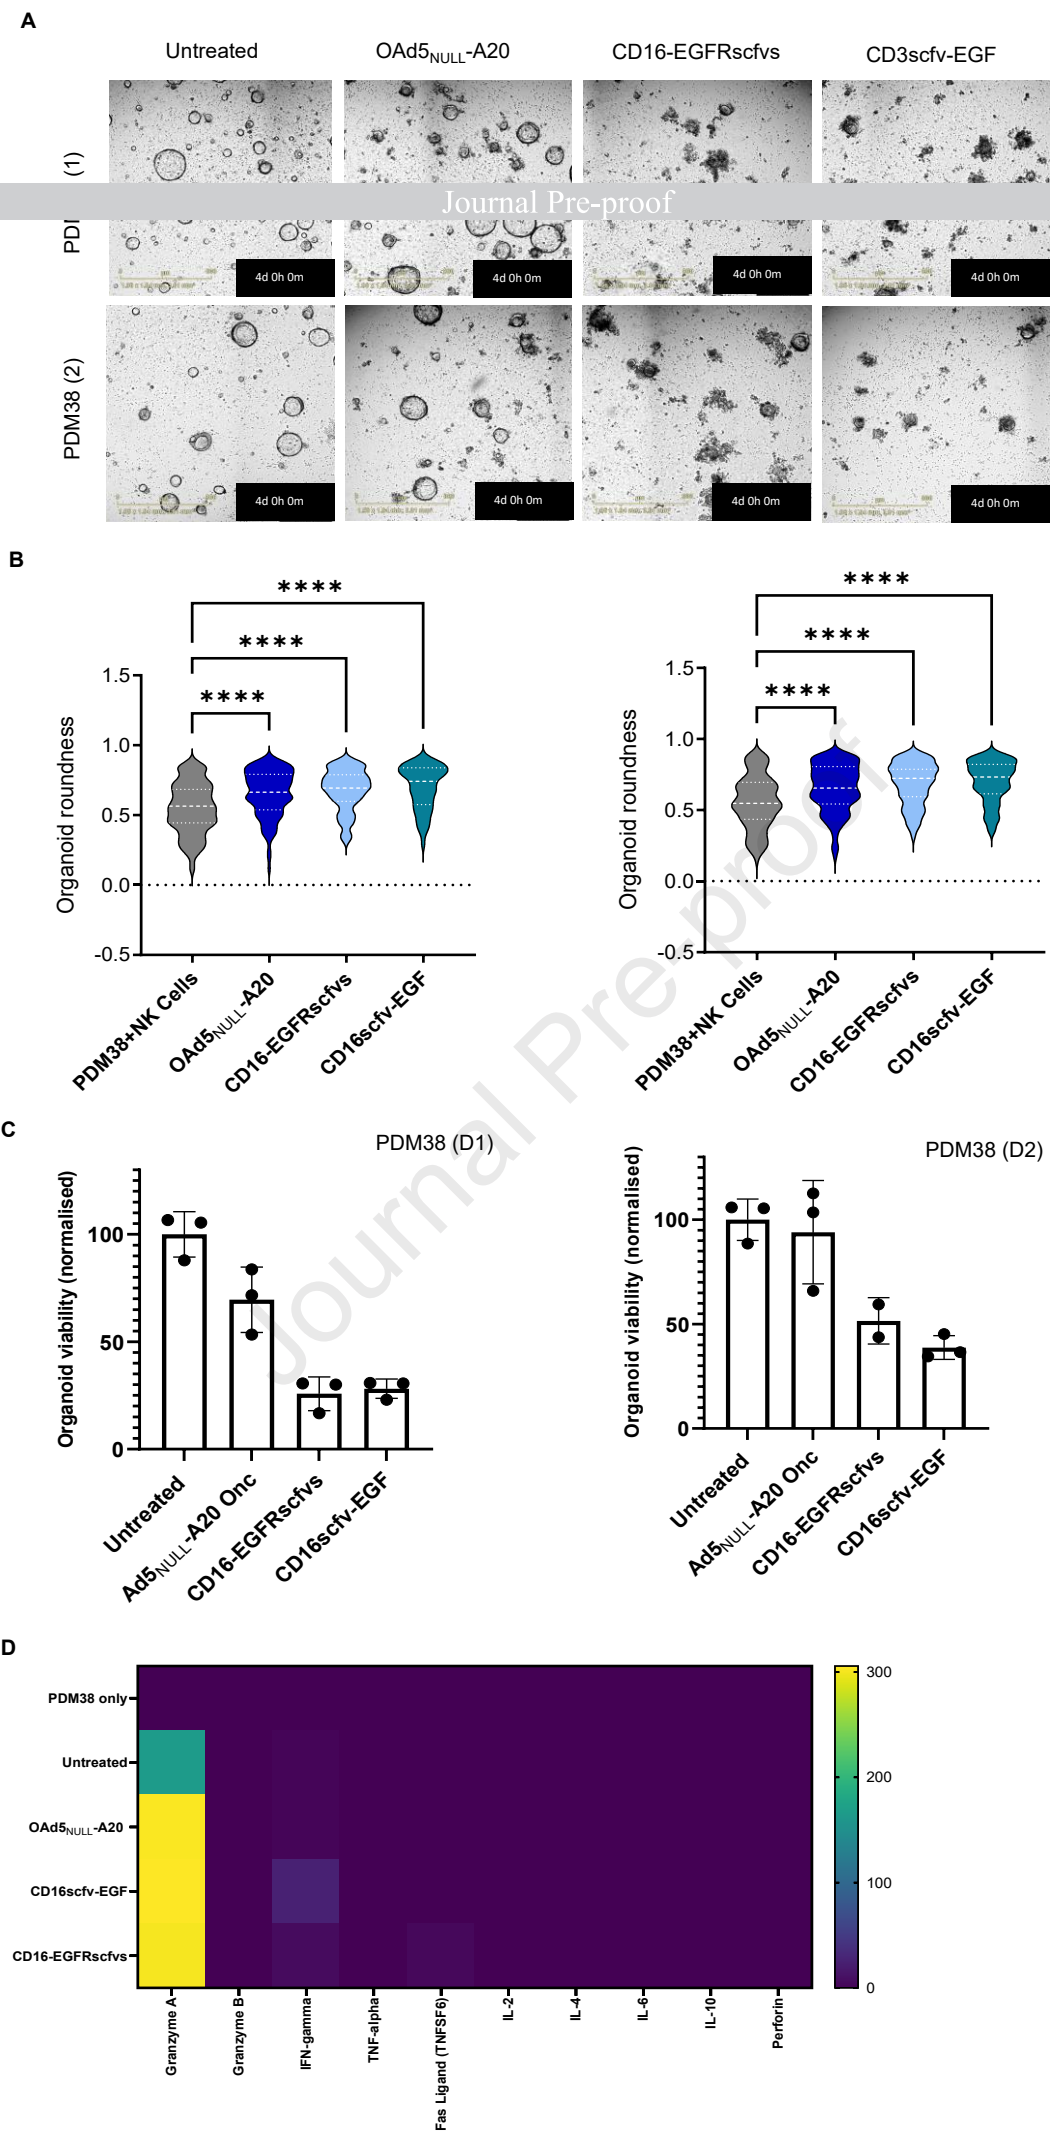 A
Untreated
OAd5NULL-A20
CD16-EGFRscfvs
CD3scfv-EGF
(1)
Journal Pre-proof
4d 0h 0m
4d 0h 0m
4d 0h 0m
4d 0h 0m
PDM38 (2)
4d 0h 0m
4d 0h 0m
4d 0h 0m
4d 0h 0m
B
****
****
****
1.5
1.0
0.5
0.0
-0.5
Organoid roundness
PDM38+NK Cells
OAd5NULL-A20
CD16-EGFRscfvs
CD16scfv-EGF
****
****
****
1.5
1.0
0.5
0.0
-0.5
Organoid roundness
PDM38+NK Cells
OAd5NULL-A20
CD16-EGFRscfvs
CD16scfv-EGF
Journal Pre-proof
C
PDM38 (D1)
Organoid viability (normalised)
100
50
0
Untreated
Ad5NULL-A20 Onc
CD16-EGFRscfvs
CD16scfv-EGF
PDM38 (D2)
Organoid viability (normalised)
100
50
0
Untreated
Ad5NULL-A20 Onc
CD16-EGFRscfvs
CD16scfv-EGF
D
PDM38 only
Untreated
OAd5NULL-A20
CD16scfv-EGF
CD16-EGFRscfvs
Granzyme A
Granzyme B
IFN-gamma
TNF-alpha
Fas Ligand (TNFSF6)
IL-2
IL-4
IL-6
IL-10
Perforin
300
200
100
0